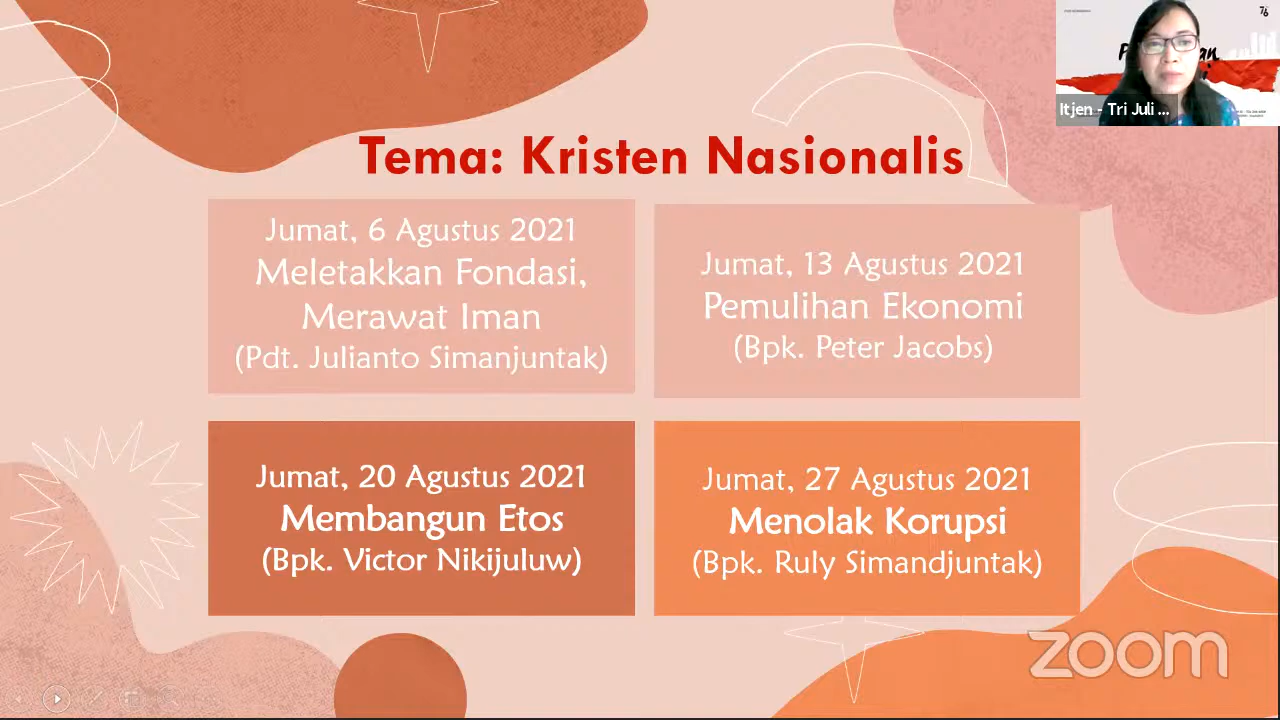 Tema: Kristen Nasionalis
Jumat, 6 Agustus 2021
Meletakkan Fondasi,
Merawat Iman
(Pdt. Julianto Simanjuntak)
Jumat, 13 Agustus 2021
Pemulihan Ekonomi
(Bpk. Peter Jacobs)
Jumat, 20 Agustus 2021
Membangun Etos
(Bpk. Victor Nikijuluw)
Jumat, 27 Agustus 2021
Menolak Korupsi
(Bpk. Ruly Simandjuntak)
Itjen - Tri Juli ...
76
zoom